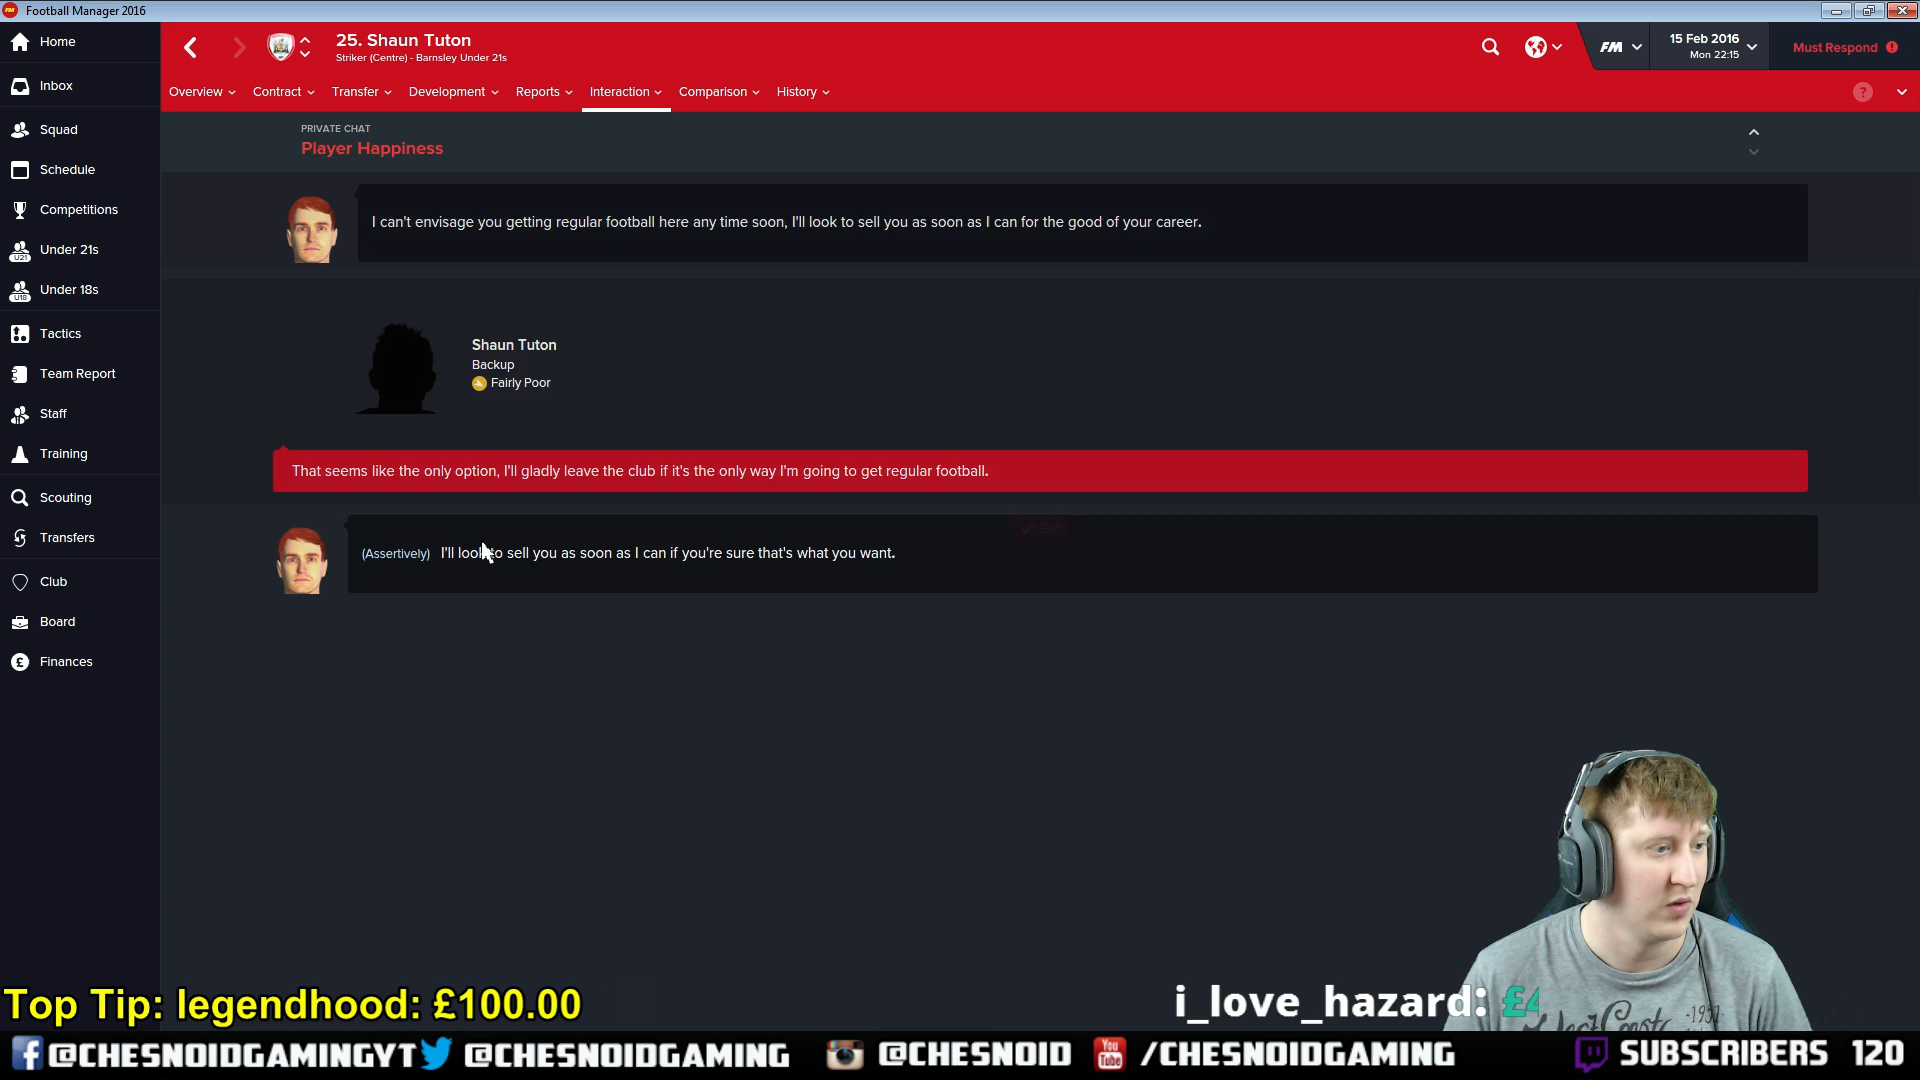 Football Manager 2016
Home
Inbox
Squad
Schedule
Competitions
Under 21s
Under 18s
Tactics
Team Report
Staff
Training
Scouting
Transfers
Club
Board
Finances
25. Shaun Tuton
Striker (Centre) - Barnsley Under 21s
FM
15 Feb 2016
Mon 22:15
Must Respond
Overview Contract Transfer Development Reports Interaction Comparison History
PRIVATE CHAT
Player Happiness
I can't envisage you getting regular football here any time soon, I'll look to sell you as soon as I can for the good of your career.
Shaun Tuton
Backup
Fairly Poor
That seems like the only option, I'll gladly leave the club if it's the only way I'm going to get regular football.
Exit
(Assertively) I'll look to sell you as soon as I can if you're sure that's what you want.
Top Tip: legendhood: £100.00
i_love_hazard: £4
@CHESNOIDGAMINGYT @CHESNOIDGAMING @CHESNOID /CHESNOIDGAMING SUBSCRIBERS 120